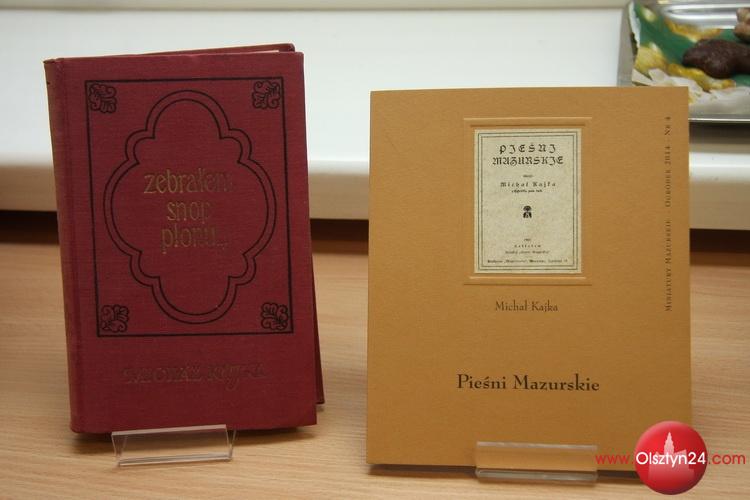 zebrałem
snop
plonu...
MICHAŁ KAJKA
PIEŚNI
MAZURSKIE
Michał Kajka
Michał Kajka
Pieśni Mazurskie
MINIATURY MAZURSKIE OGRÓDEK 2014 - NR 4
www.Olsztyn24.com